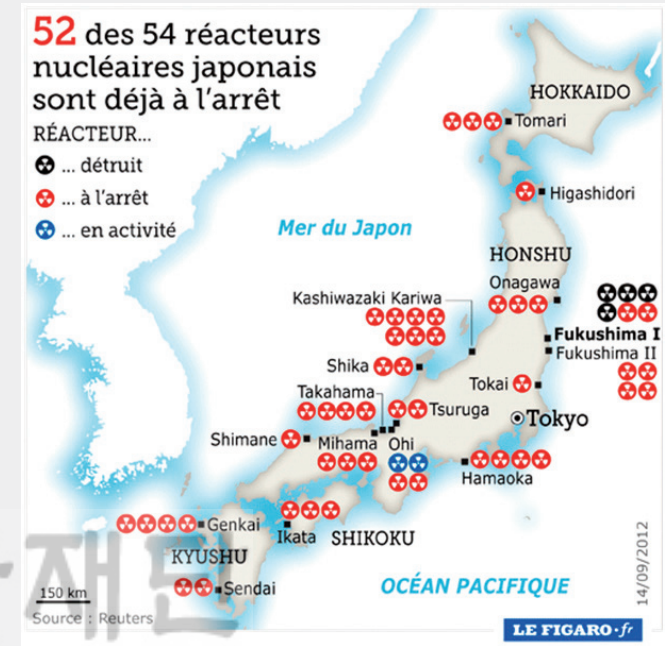 52 des 54 réacteurs
nucléaires japonais
sont déjà à l'arrêt
RÉACTEUR...
... détruit
... à l'arrêt
... en activité
HOKKAIDO
Tomari
Higashidori
Mer du Japon
HONSHU
Onagawa
Kashiwazaki Kariwa
Fukushima I
Fukushima II
Shika
Tokai
Takahama
Tsuruga
Tokyo
Shimane
Mihama Ohi
Hamaoka
Genkai
Ikata
SHIKOKU
KYUSHU
Sendai
OCÉAN PACIFIQUE
150 km
Source : Reuters
14/09/2012
LE FIGARO·fr
재단